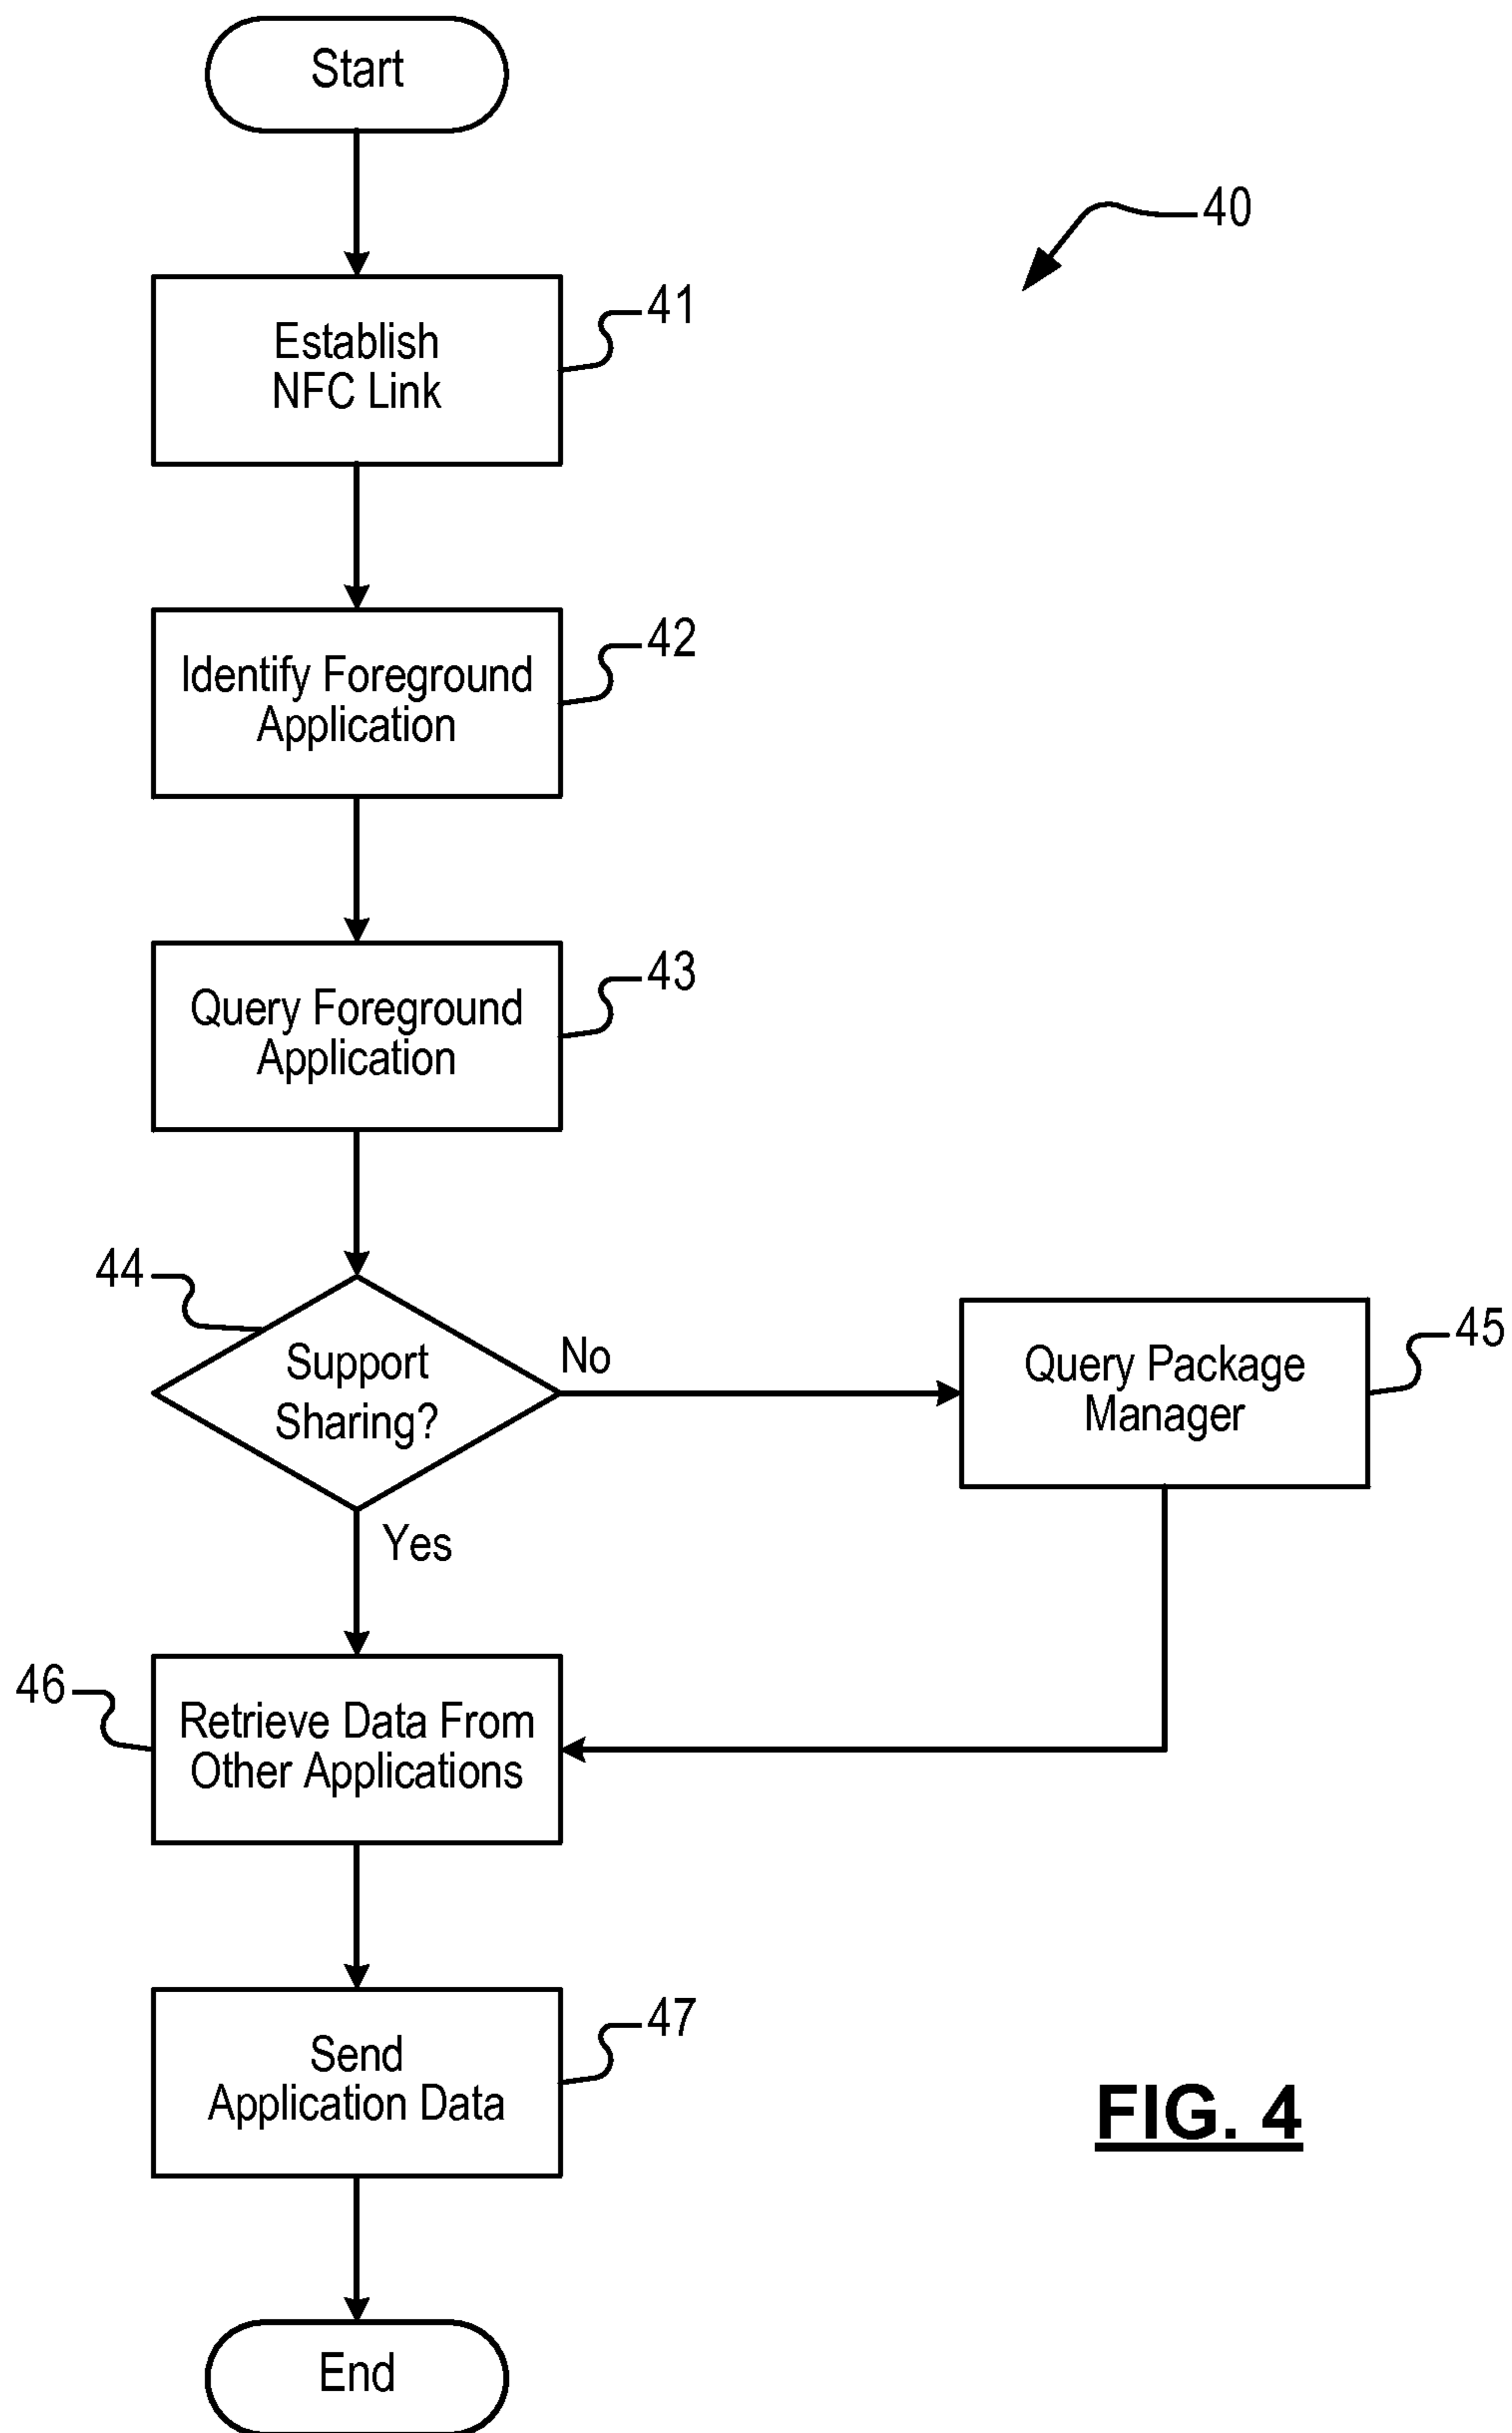 Start
40
Establish
NFC Link
41
Identify Foreground
Application
42
Query Foreground
Application
43
44
Support
Sharing?
No
Yes
Query Package
Manager
45
46
Retrieve Data From
Other Applications
Send
Application Data
47
FIG. 4
End